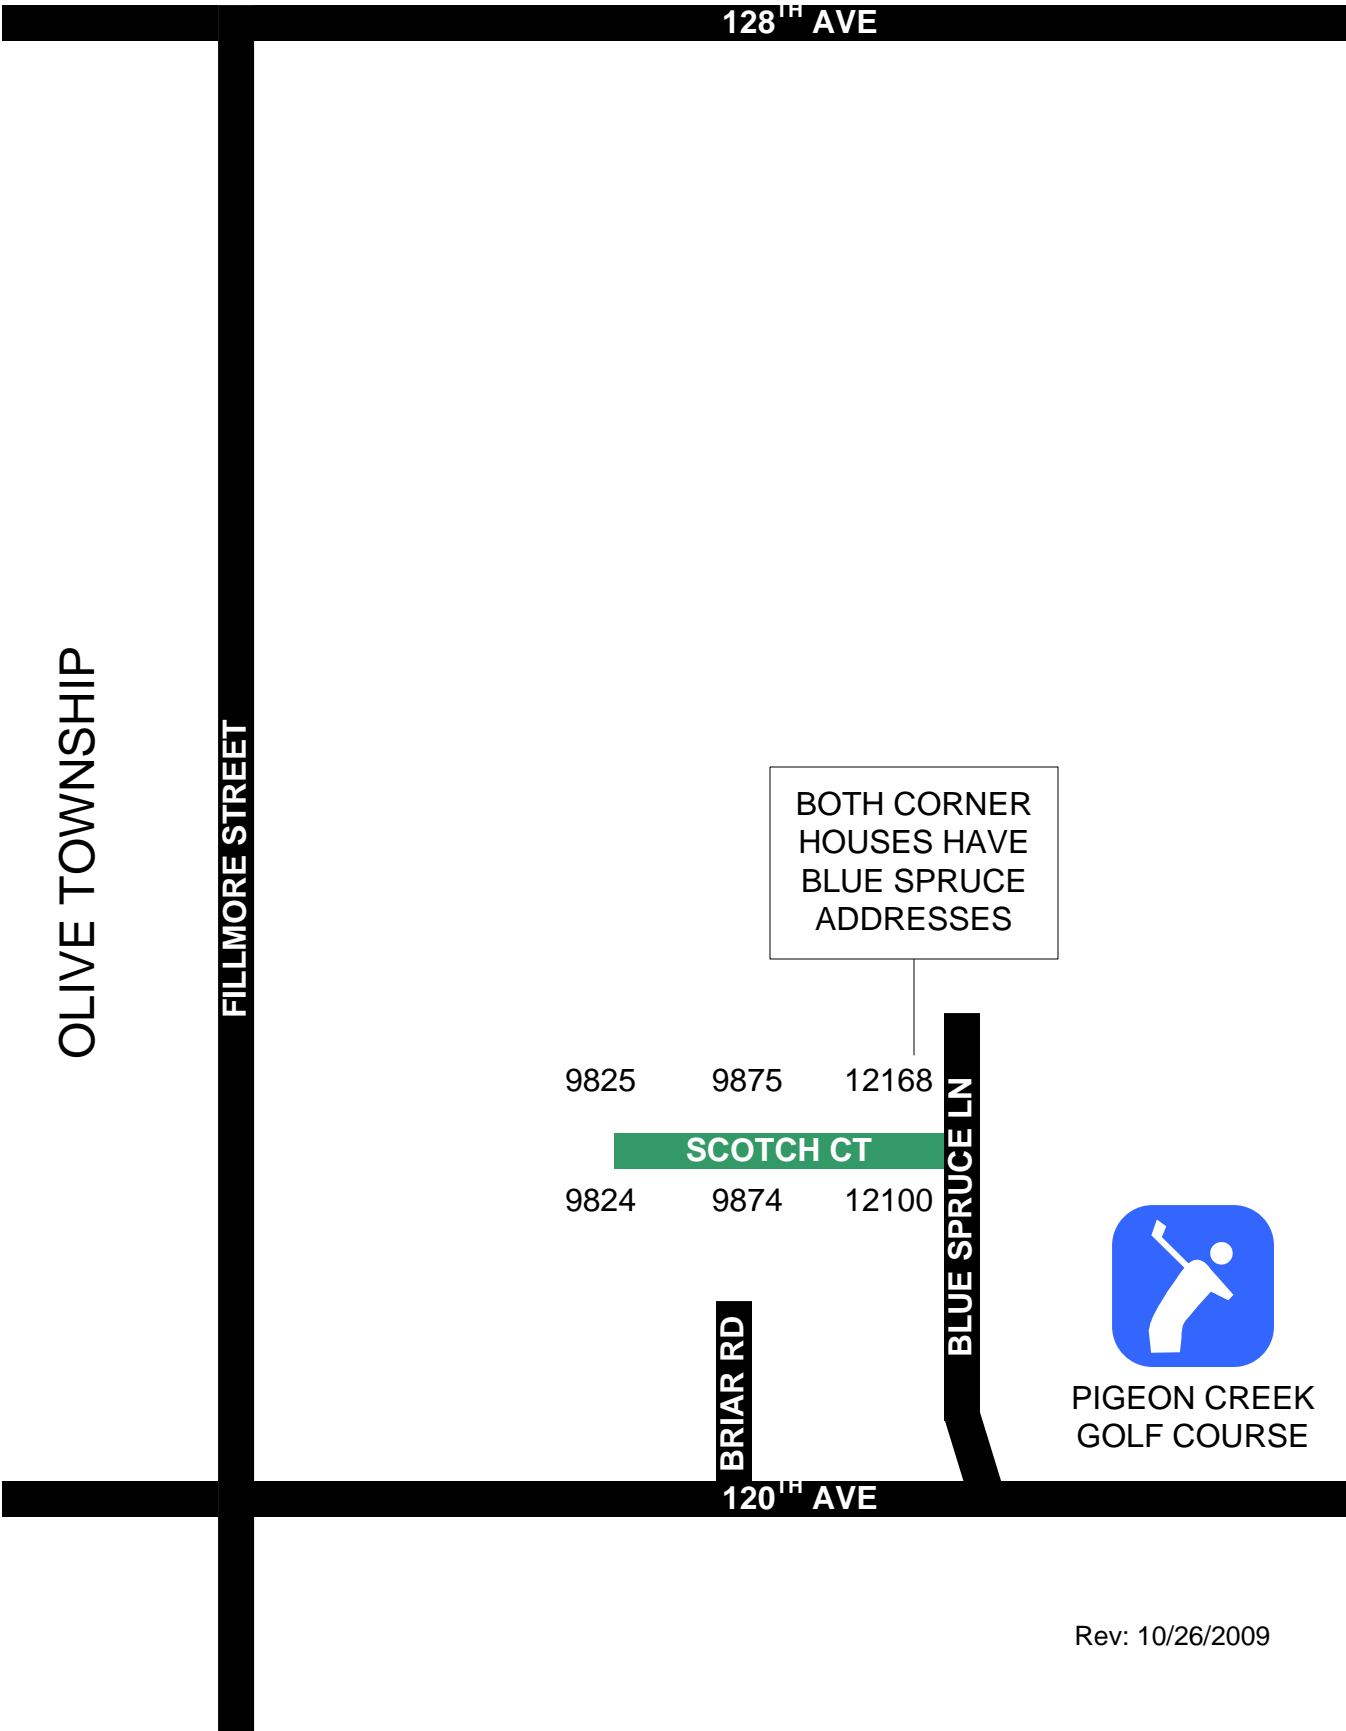 128TH AVE
OLIVE TOWNSHIP
FILLMORE STREET
BOTH CORNER
HOUSES HAVE
BLUE SPRUCE
ADDRESSES
9825 9875 12168
SCOTCH CT
9824 9874 12100
BLUE SPRUCE LN
BRIAR RD
PIGEON CREEK
GOLF COURSE
120TH AVE
Rev: 10/26/2009